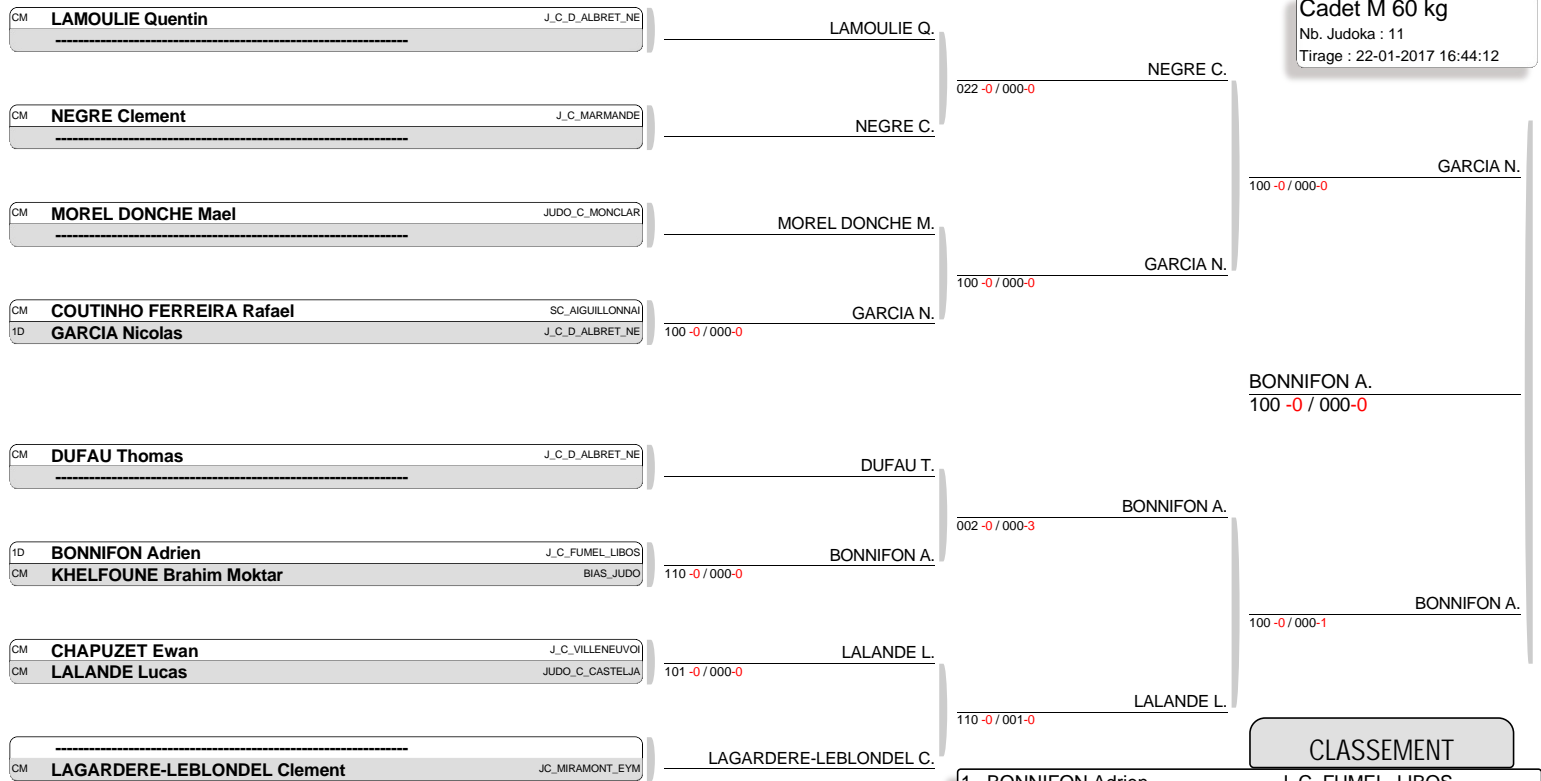 Cadet M 60 kg
Nb. Judoka : 11
Tirage : 22-01-2017 16:44:12
CM LAMOULIE Quentin J_C_D_ALBRET_NE
----------------------------------------------------------------
CM NEGRE Clement J_C_MARMANDE
----------------------------------------------------------------
CM MOREL DONCHE Mael JUDO_C_MONCLAR
----------------------------------------------------------------
CM COUTINHO FERREIRA Rafael SC_AIGUILLONNAI
1D GARCIA Nicolas J_C_D_ALBRET_NE
CM DUFAU Thomas J_C_D_ALBRET_NE
----------------------------------------------------------------
1D BONNIFON Adrien J_C_FUMEL_LIBOS
CM KHELFOUNE Brahim Moktar BIAS_JUDO
CM CHAPUZET Ewan J_C_VILLENEUVOI
CM LALANDE Lucas JUDO_C_CASTELJA
----------------------------------------------------------------
CM LAGARDERE-LEBLONDEL Clement JC_MIRAMONT_EYM
LAMOULIE Q.
NEGRE C.
MOREL DONCHE M.
GARCIA N.
100 -0 / 000-0
DUFAU T.
BONNIFON A.
110 -0 / 000-0
LALANDE L.
101 -0 / 000-0
LAGARDERE-LEBLONDEL C.
NEGRE C.
022 -0 / 000-0
GARCIA N.
100 -0 / 000-0
BONNIFON A.
002 -0 / 000-3
LALANDE L.
110 -0 / 001-0
GARCIA N.
100 -0 / 000-0
BONNIFON A.
100 -0 / 000-0
BONNIFON A.
100 -0 / 000-1
CLASSEMENT
1 BONNIFON Adrien J_C_FUMEL_LIBOS